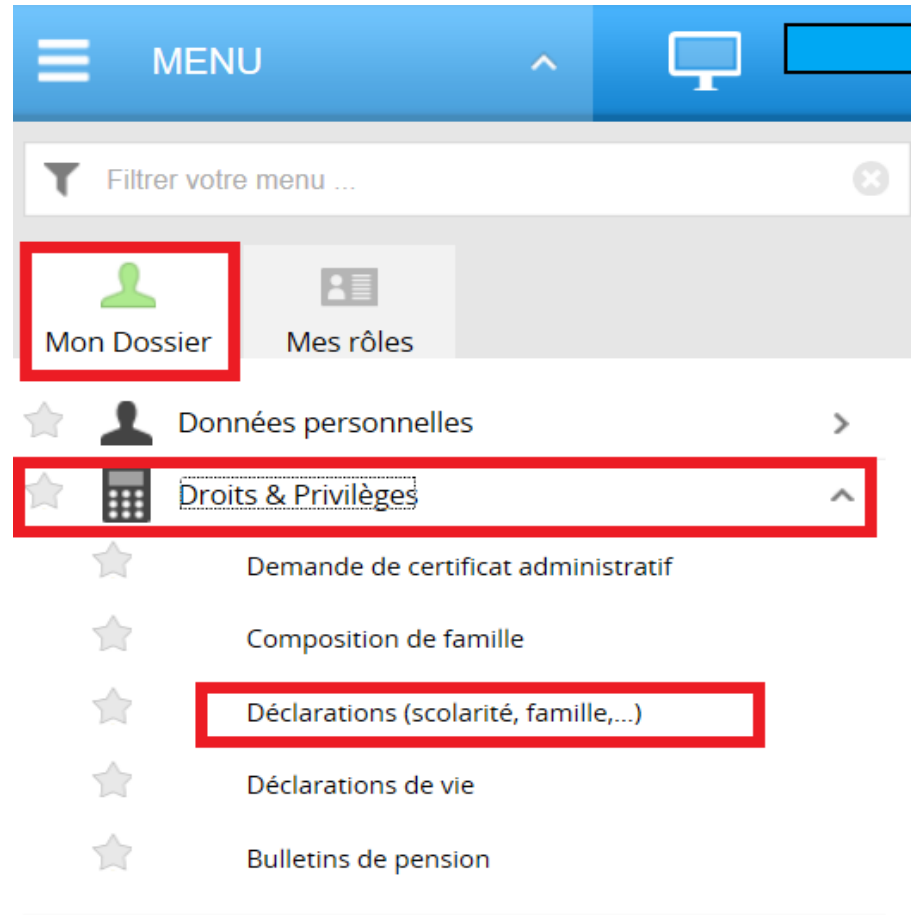 MENU
Filtrer votre menu ...
Mon Dossier
Mes rôles
Données personnelles
Droits & Privilèges
Demande de certificat administratif
Composition de famille
Déclarations (scolarité, famille,...)
Déclarations de vie
Bulletins de pension